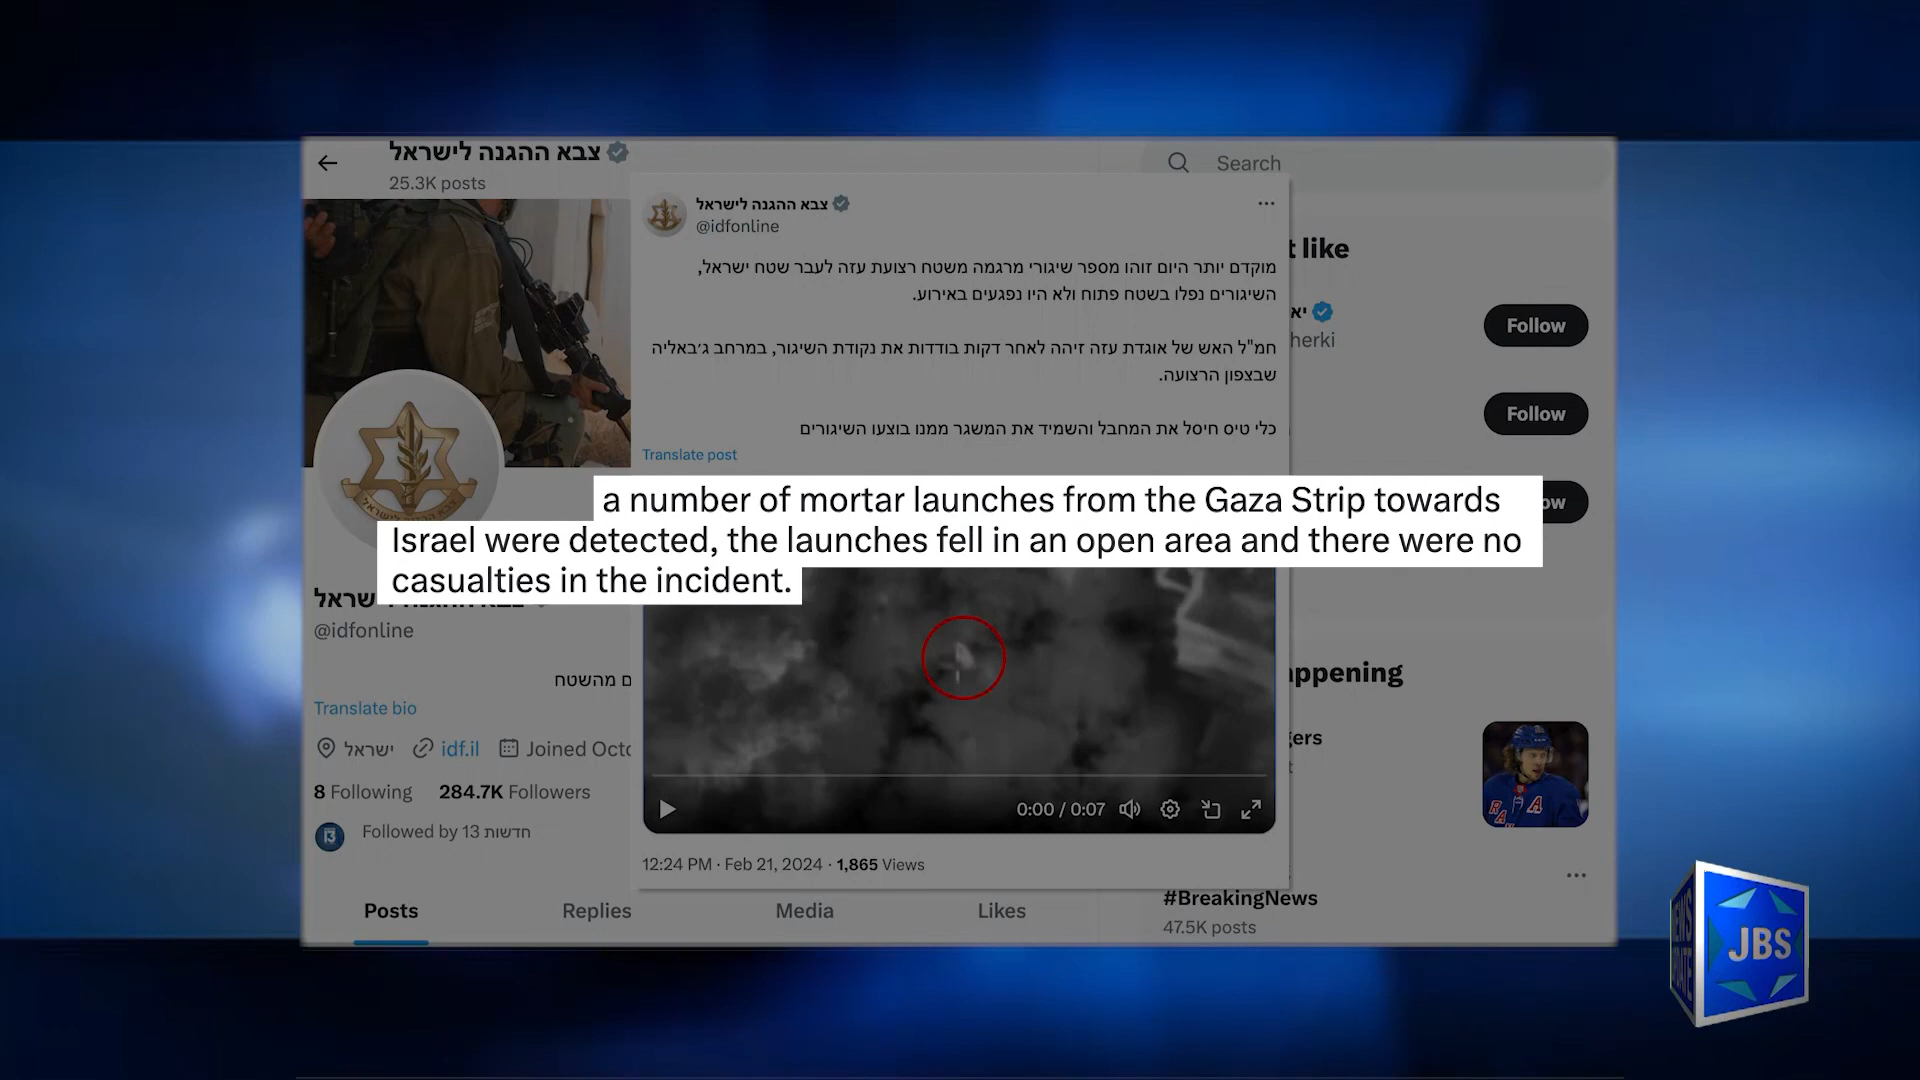 צבא ההגנה לישראל
25.3K posts
Search
צבא ההגנה לישראל
@idfonline
מוקדם יותר היום זוהו מספר שיגורי מרגמה משטח רצועת עזה לעבר שטח ישראל,
השיגורים נפלו בשטח פתוח ולא היו נפגעים באירוע.
חמ"ל האש של אוגדת עזה זיהה לאחר דקות בודדות את נקודת השיגור, במרחב ג׳באליה
שבצפון הרצועה.
כלי טיס חיסל את המחבל והשמיד את המשגר ממנו בוצעו השיגורים
Translate post
t like
יא
herki
Follow
Follow
ow
a number of mortar launches from the Gaza Strip towards
Israel were detected, the launches fell in an open area and there were no
casualties in the incident.
@idfonline
ם מהשטח
Translate bio
ישראל idf.il Joined Octo
8 Following 284.7K Followers
Followed by 13 חדשות
0:00 / 0:07
12:24 PM · Feb 21, 2024 · 1,865 Views
Posts Replies Media Likes
ppening
gers
t
#BreakingNews
47.5K posts
JBS